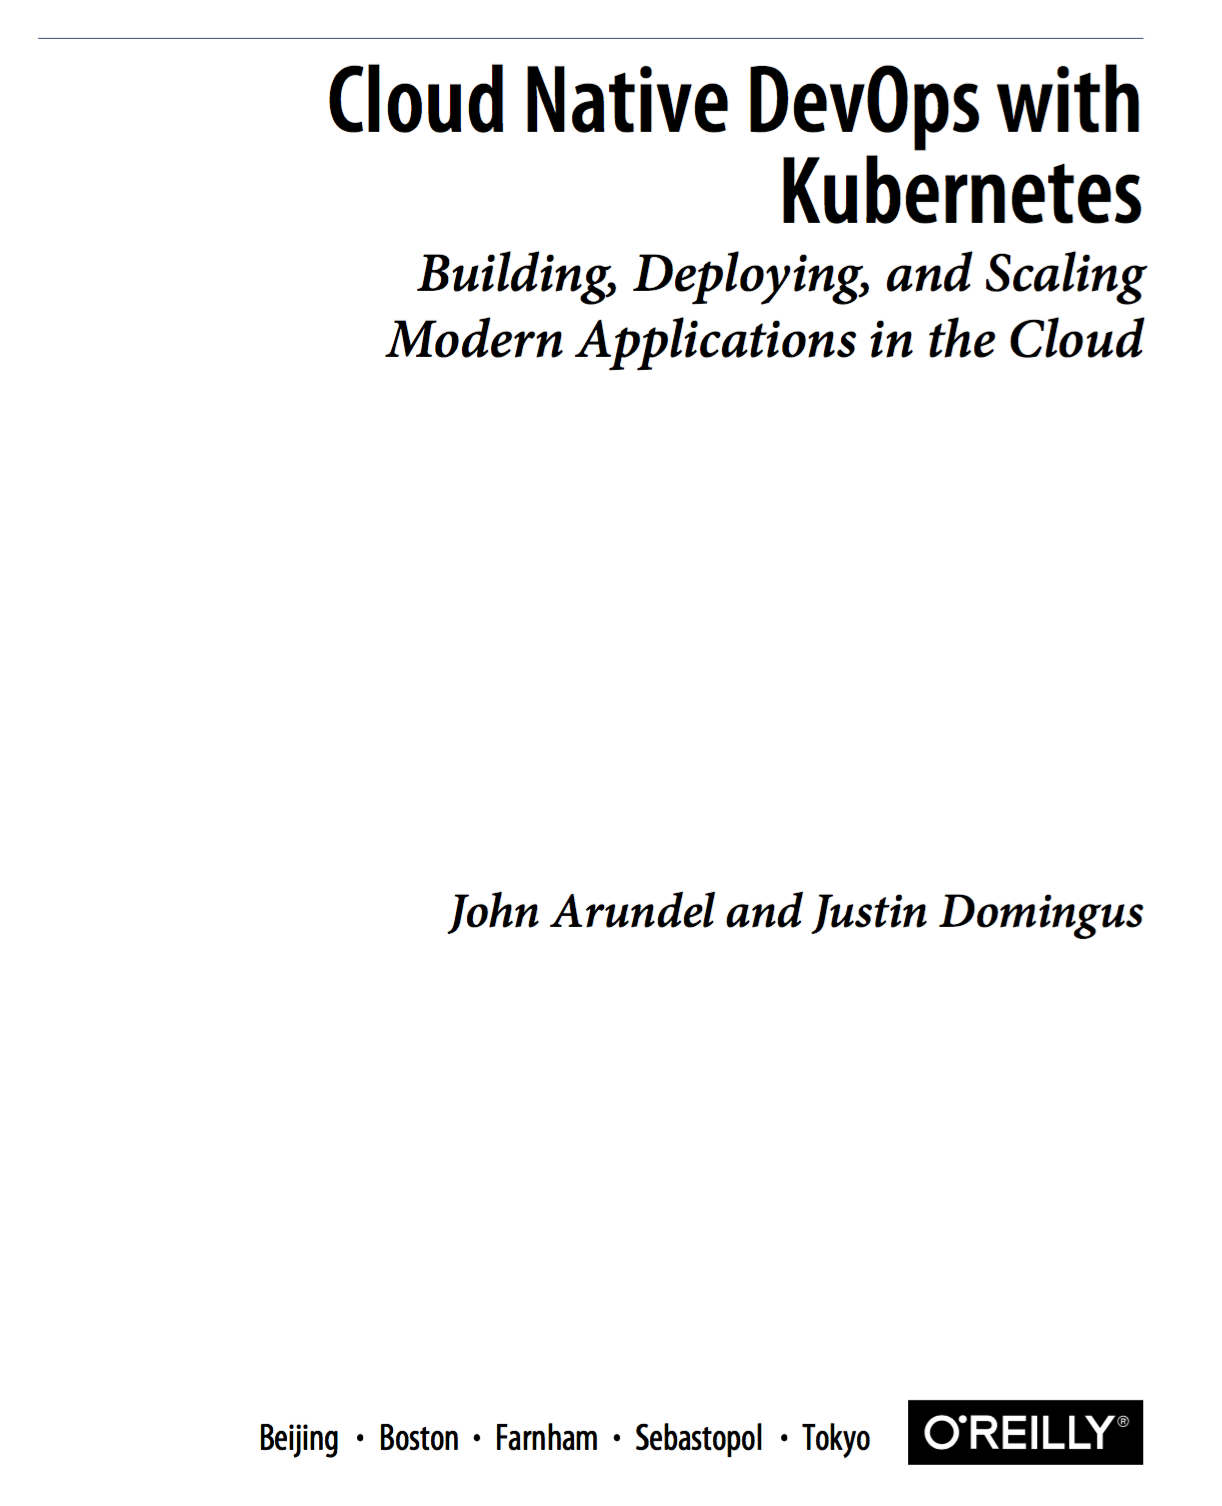 Cloud Native DevOps with
Kubernetes
Building, Deploying, and Scaling
Modern Applications in the Cloud
John Arundel and Justin Domingus
Beijing • Boston • Farnham • Sebastopol • Tokyo O'REILLY®